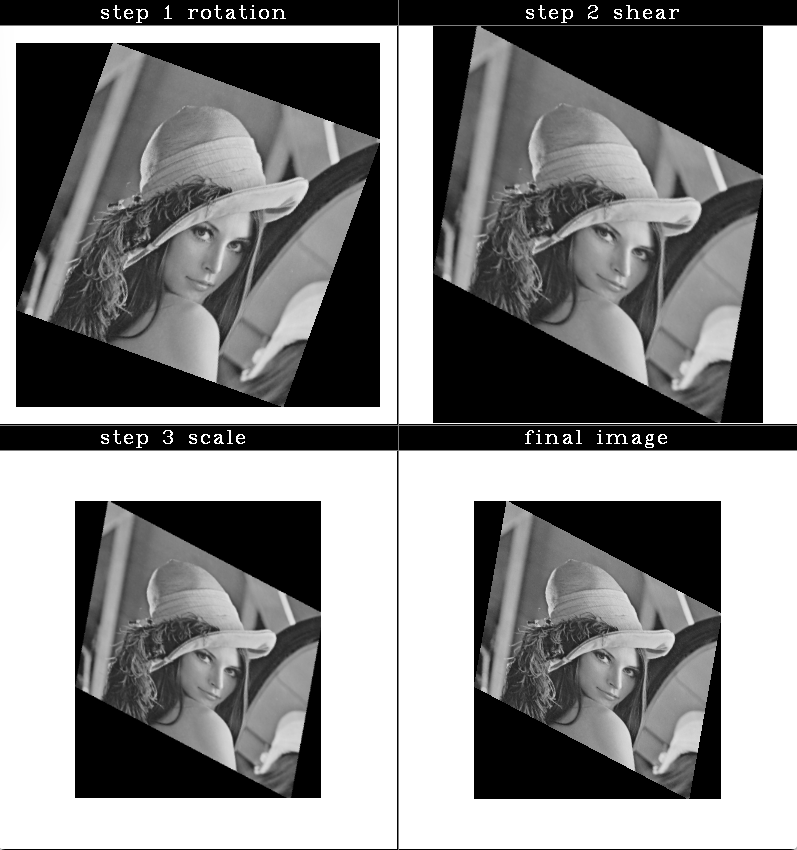 step 1 rotation
step 2 shear
step 3 scale
final image